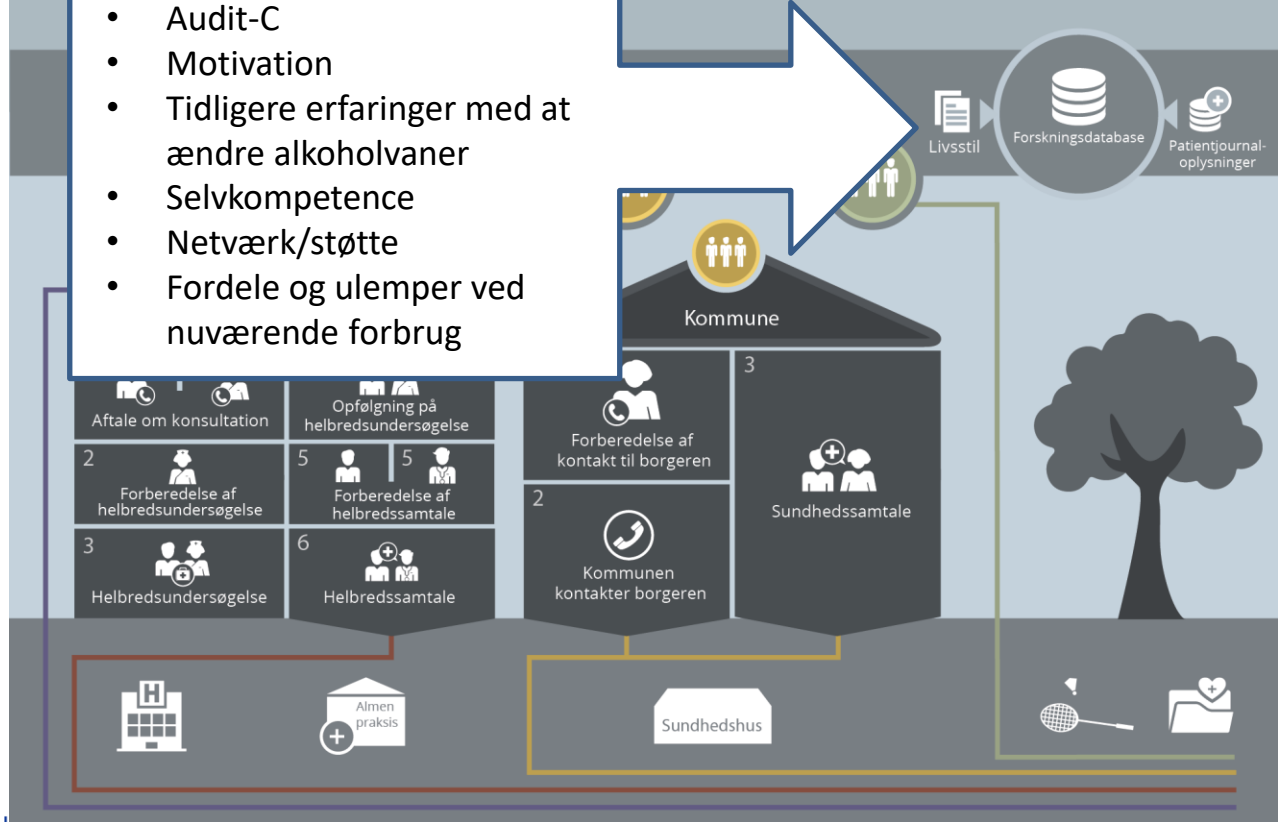 • Audit-C
• Motivation
• Tidligere erfaringer med at
ændre alkoholvaner
• Selvkompetence
• Netværk/støtte
• Fordele og ulemper ved
nuværende forbrug
Livsstil
Forskningsdatabase
Patientjournal-
oplysninger
Kommune
Aftale om konsultation
Opfølgning på
helbredsundersøgelse
2
Forberedelse af
helbredsundersøgelse
5
5
Forberedelse af
helbredssamtale
3
Helbredsundersøgelse
6
Helbredssamtale
Forberedelse af
kontakt til borgeren
2
Kommunen
kontakter borgeren
3
Sundhedssamtale
H
Almen
praksis
Sundhedshus